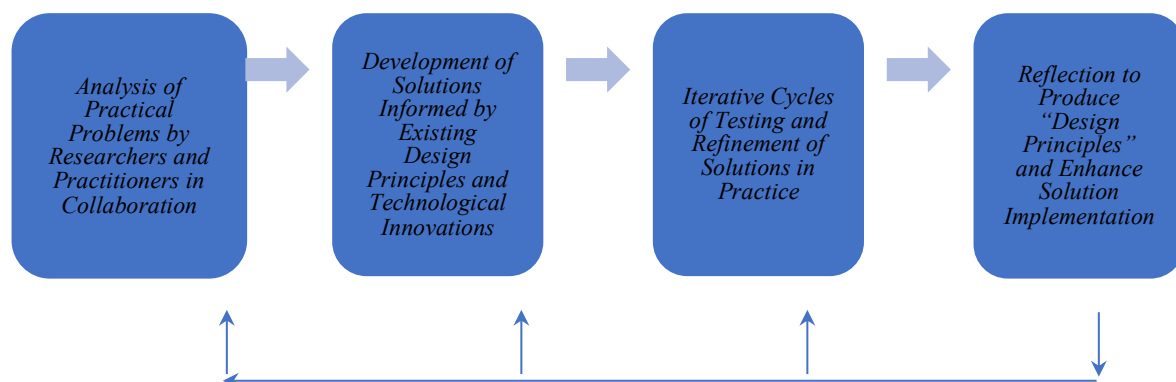 Analysis of
Practical
Problems by
Researchers and
Practitioners in
Collaboration
Development of
Solutions
Informed by
Existing
Design
Principles and
Technological
Innovations
Iterative Cycles
of Testing and
Refinement of
Solutions in
Practice
Reflection to
Produce
“Design
Principles”
and Enhance
Solution
Implementation